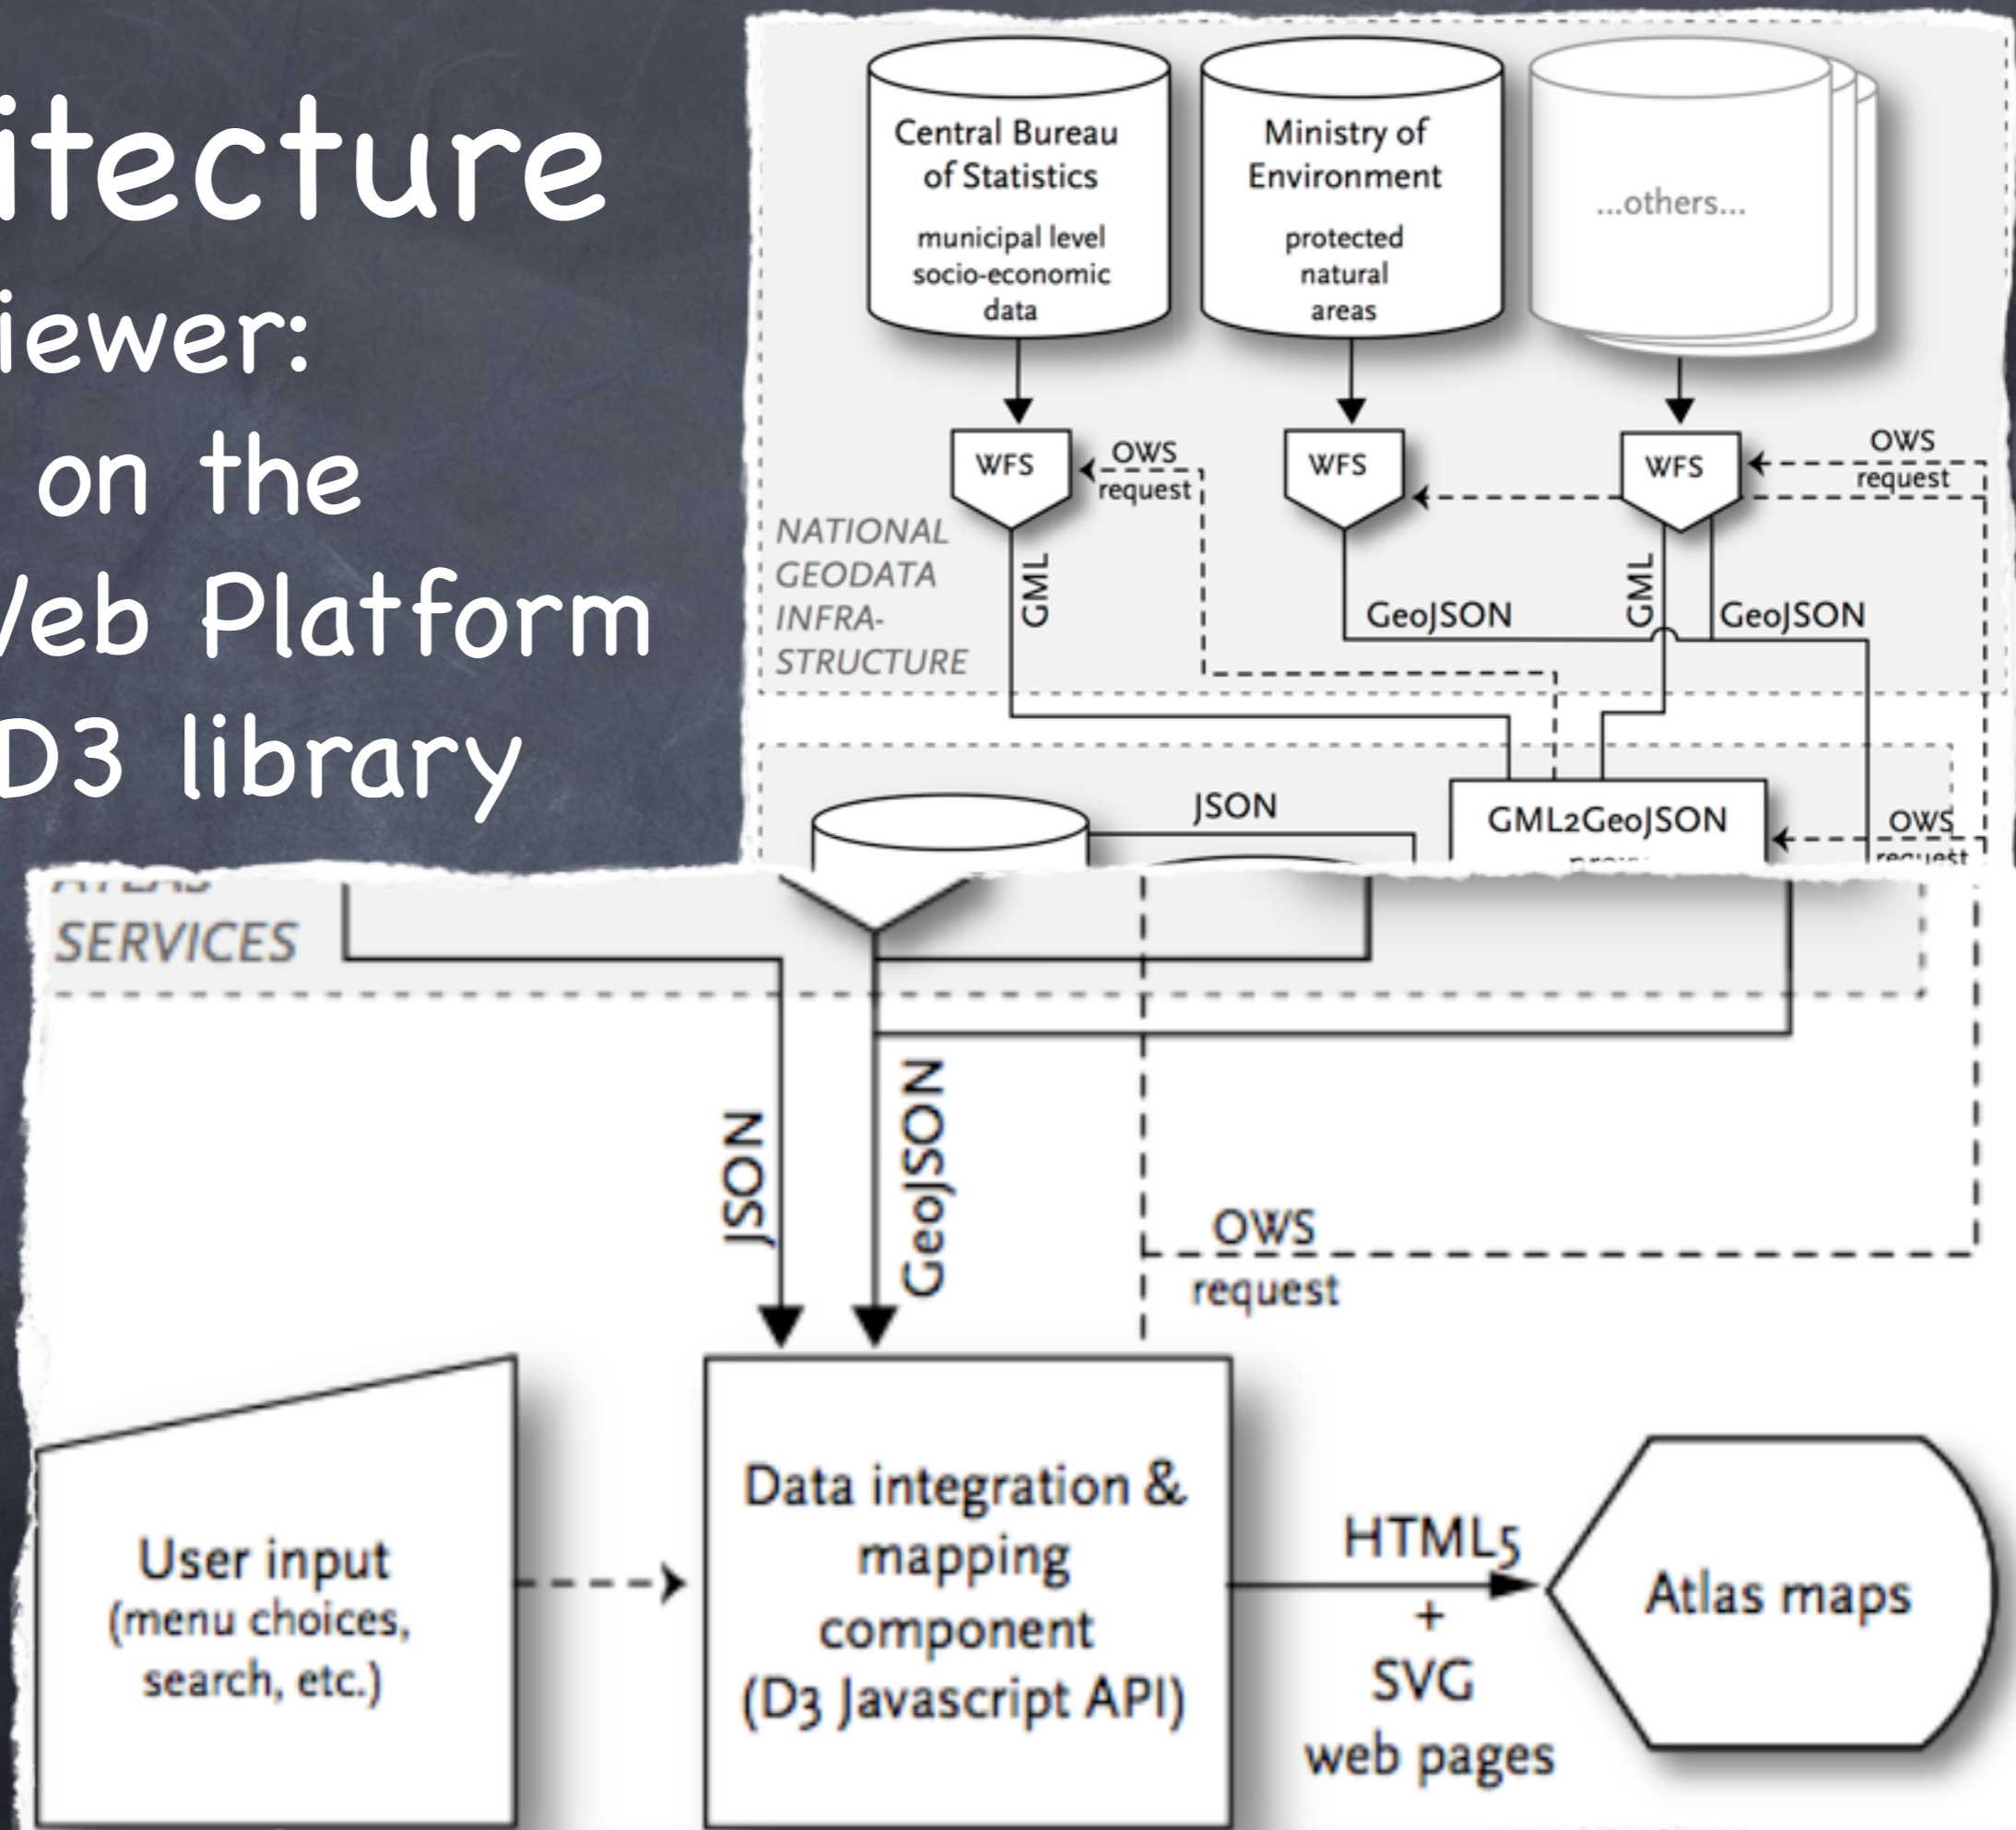 itecture
iewer:
on the
Web Platform
D3 library
Central Bureau
of Statistics
municipal level
socio-economic
data
Ministry of
Environment
protected
natural
areas
...others...
WFS
OWS
request
WFS
WFS
OWS
request
NATIONAL
GEODATA
INFRA-
STRUCTURE
GML
GeoJSON
GML
GeoJSON
JSON
GML2GeoJSON
OWS
request
ATLAS
SERVICES
JSON
GeoJSON
OWS
request
User input
(menu choices,
search, etc.)
Data integration &
mapping
component
(D3 Javascript API)
HTML5
+
SVG
web pages
Atlas maps